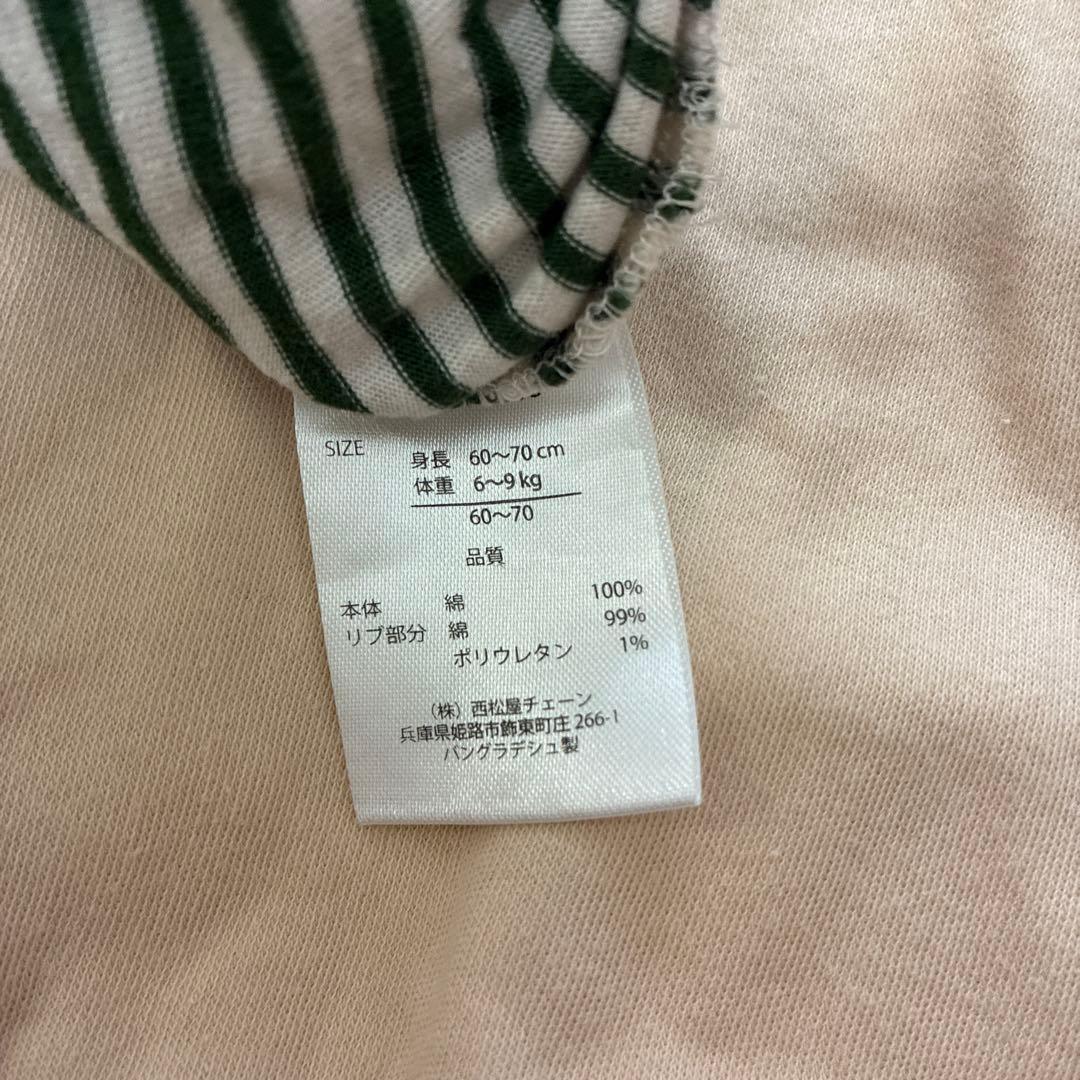 SIZE 身長 60〜70 cm
体重 6〜9 kg
60〜70
品質
本体 綿 100%
リブ部分 綿 99%
ポリウレタン 1%
（株）西松屋チェーン
兵庫県姫路市飾東町庄266-1
バングラデシュ製